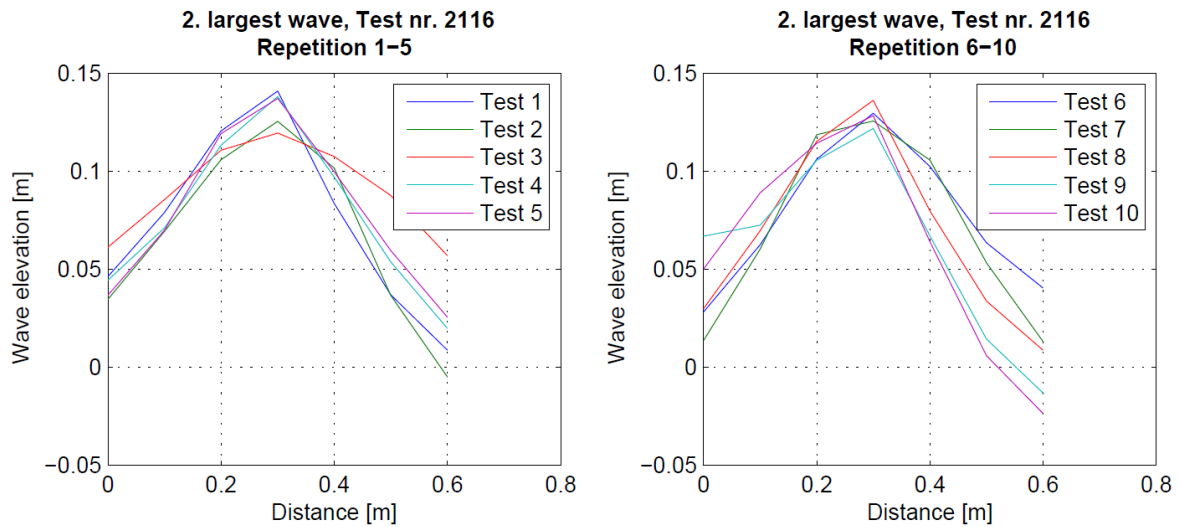 2. largest wave, Test nr. 2116
Repetition 1−5
0.15
0.1
0.05
0
−0.05
Wave elevation [m]
0
0.2
0.4
0.6
0.8
Distance [m]
Test 1
Test 2
Test 3
Test 4
Test 5
2. largest wave, Test nr. 2116
Repetition 6−10
0.15
0.1
0.05
0
−0.05
Wave elevation [m]
0
0.2
0.4
0.6
0.8
Distance [m]
Test 6
Test 7
Test 8
Test 9
Test 10